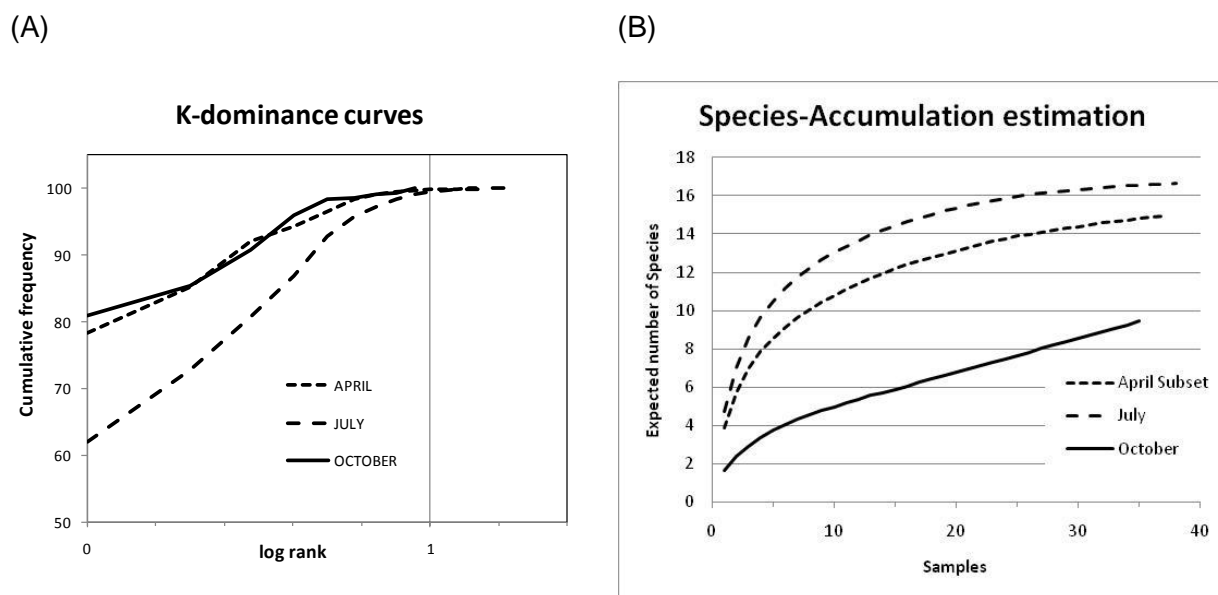 (A)
(B)
K-dominance curves
100
90
80
70
60
50
Cumulative frequency
APRIL
JULY
OCTOBER
0
1
log rank
Species-Accumulation estimation
18
16
14
12
10
8
6
4
2
0
Expected number of Species
April Subset
July
October
0
10
20
30
40
Samples